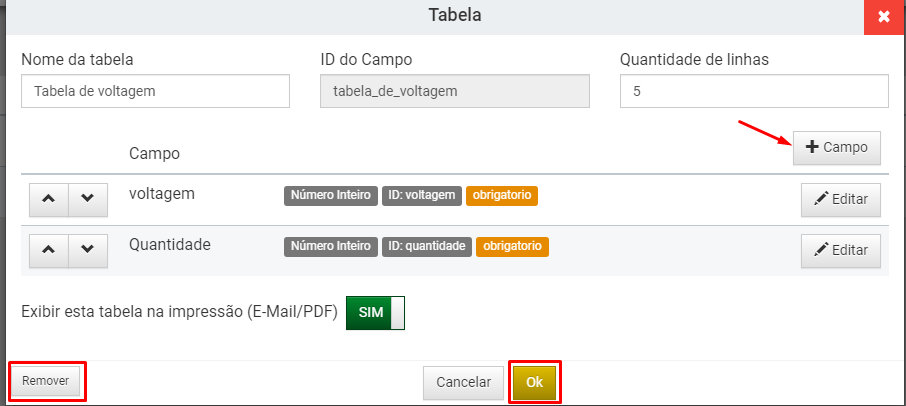 Tabela
Nome da tabela ID do Campo Quantidade de linhas
Tabela de voltagem tabela_de_voltagem 5
Campo
Campo
voltagem Número Inteiro ID: voltagem obrigatorio Editar
Quantidade Número Inteiro ID: quantidade obrigatorio Editar
Exibir esta tabela na impressão (E-Mail/PDF) SIM
Remover Cancelar Ok